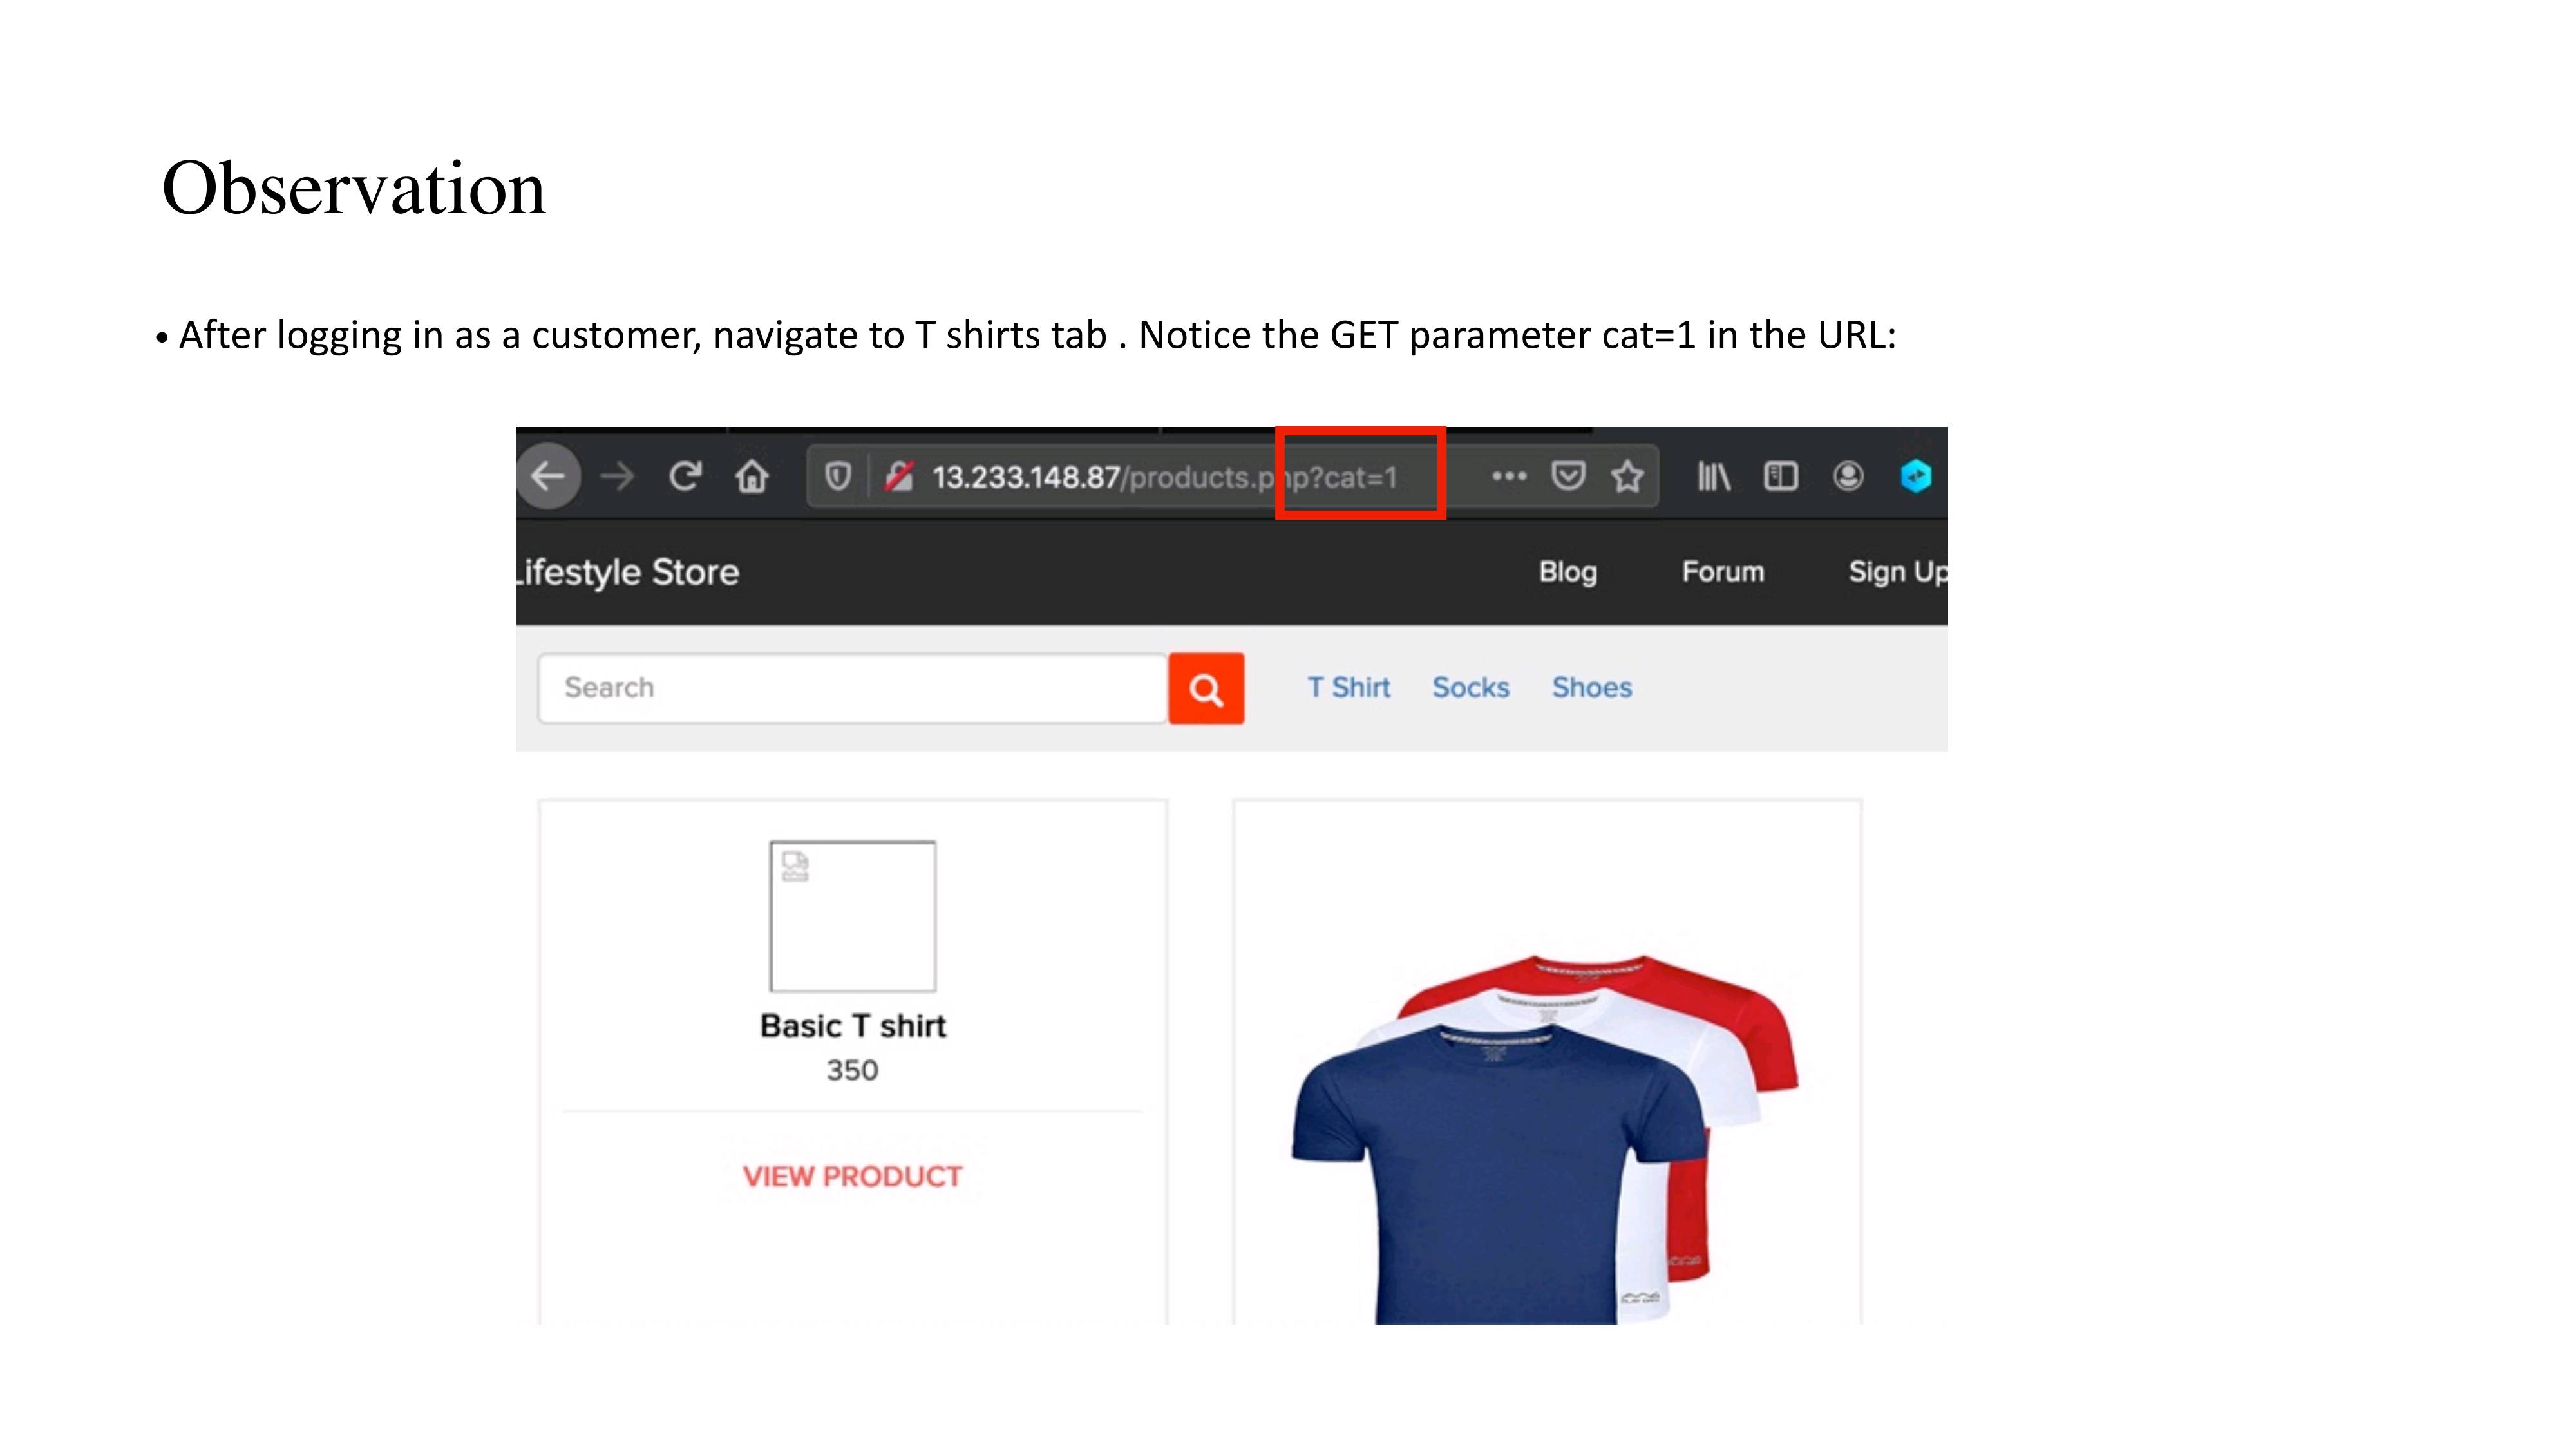 Observation
• After logging in as a customer, navigate to T shirts tab . Notice the GET parameter cat=1 in the URL:
13.233.148.87/products.php?cat=1
Lifestyle Store Blog Forum Sign Up
Search T Shirt Socks Shoes
Basic T shirt
350
VIEW PRODUCT